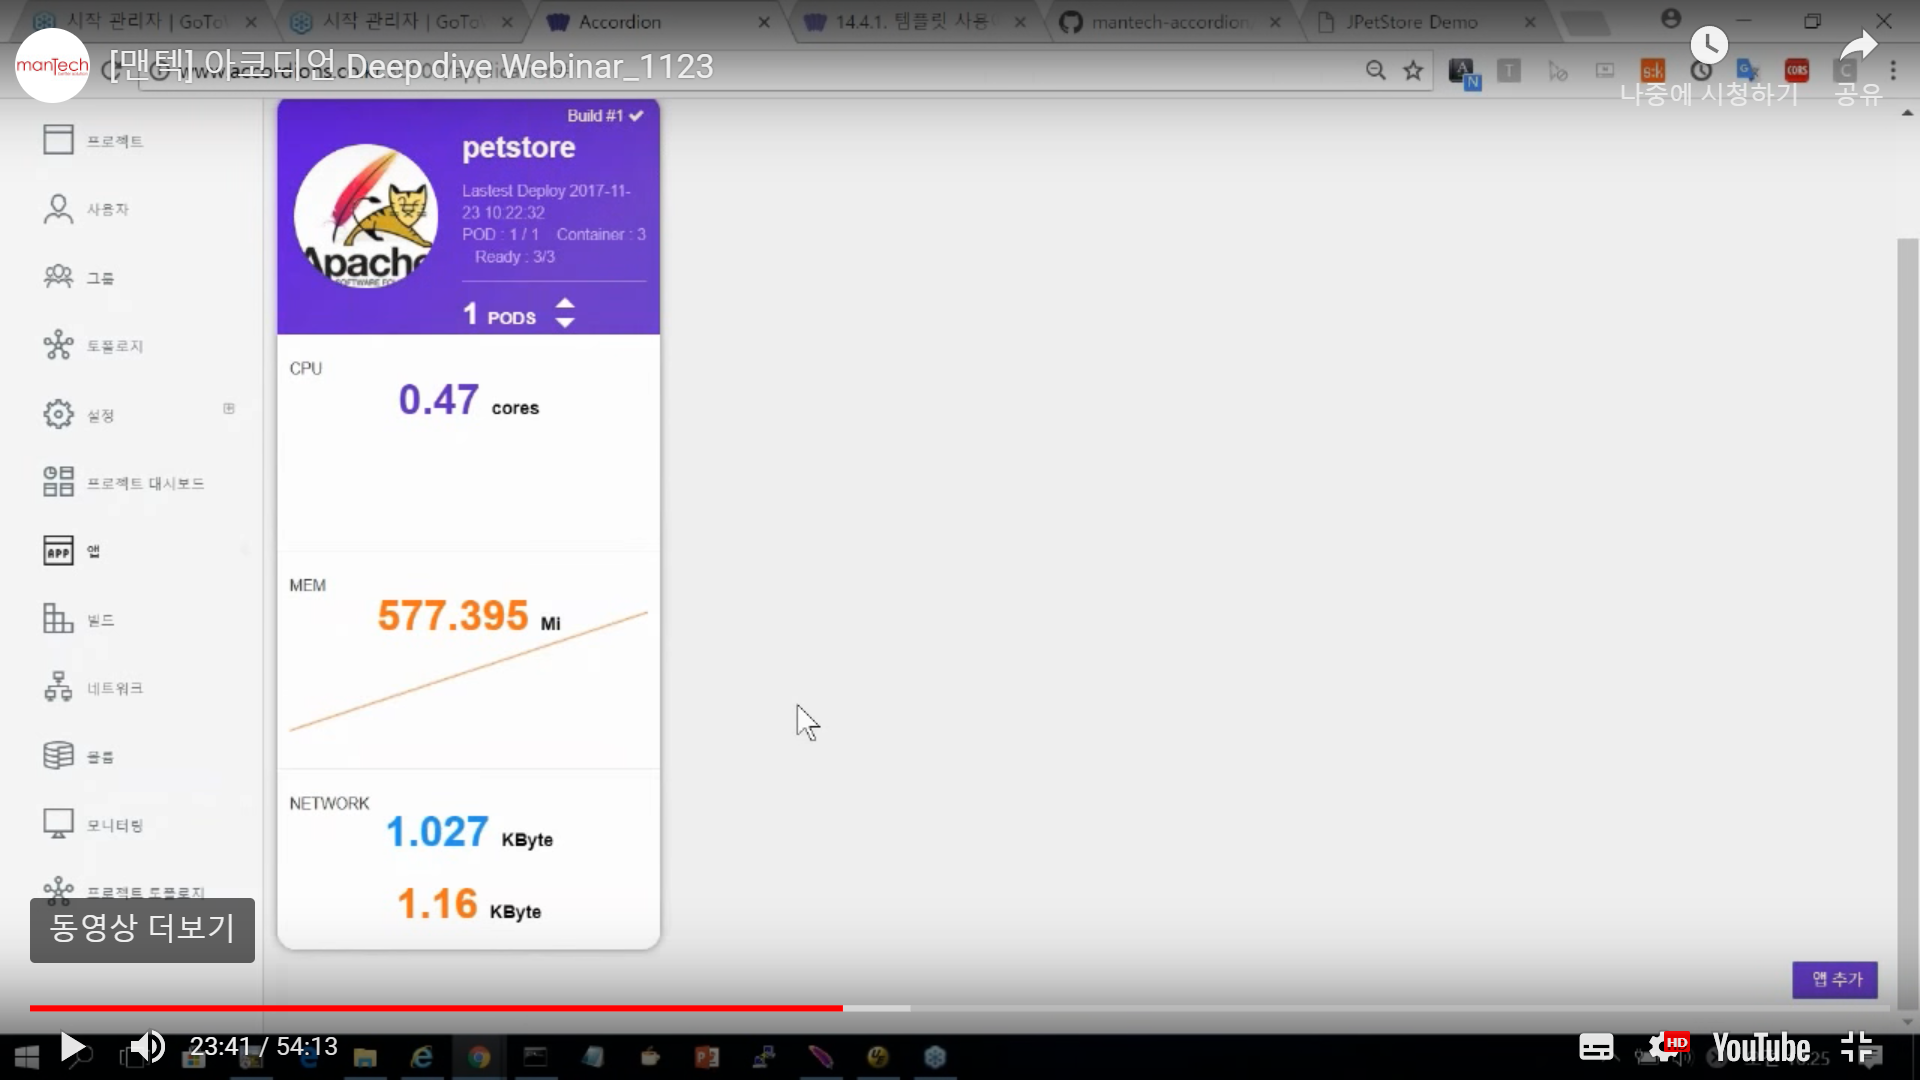 시작 관리자 | GoTo
시작 관리자 | GoTo
Accordion
14.4.1. 템플릿 사용
mantech-accordion
JPetStore Demo
manTech
[맨텍] 아코디언 Deep dive Webinar_1123
나중에 시청하기
공유
프로젝트
사용자
그룹
토폴로지
설정
프로젝트 대시보드
APP 앱
빌드
네트워크
볼륨
모니터링
프로젝트 토폴로지
동영상 더보기
Build #1
petstore
Lastest Deploy 2017-11-
23 10:22:32
POD : 1 / 1 Container : 3
Ready : 3/3
1 PODS
Apache
CPU
0.47 cores
MEM
577.395 Mi
NETWORK
1.027 KByte
1.16 KByte
앱 추가
23:41 / 54:13
HD
YouTube